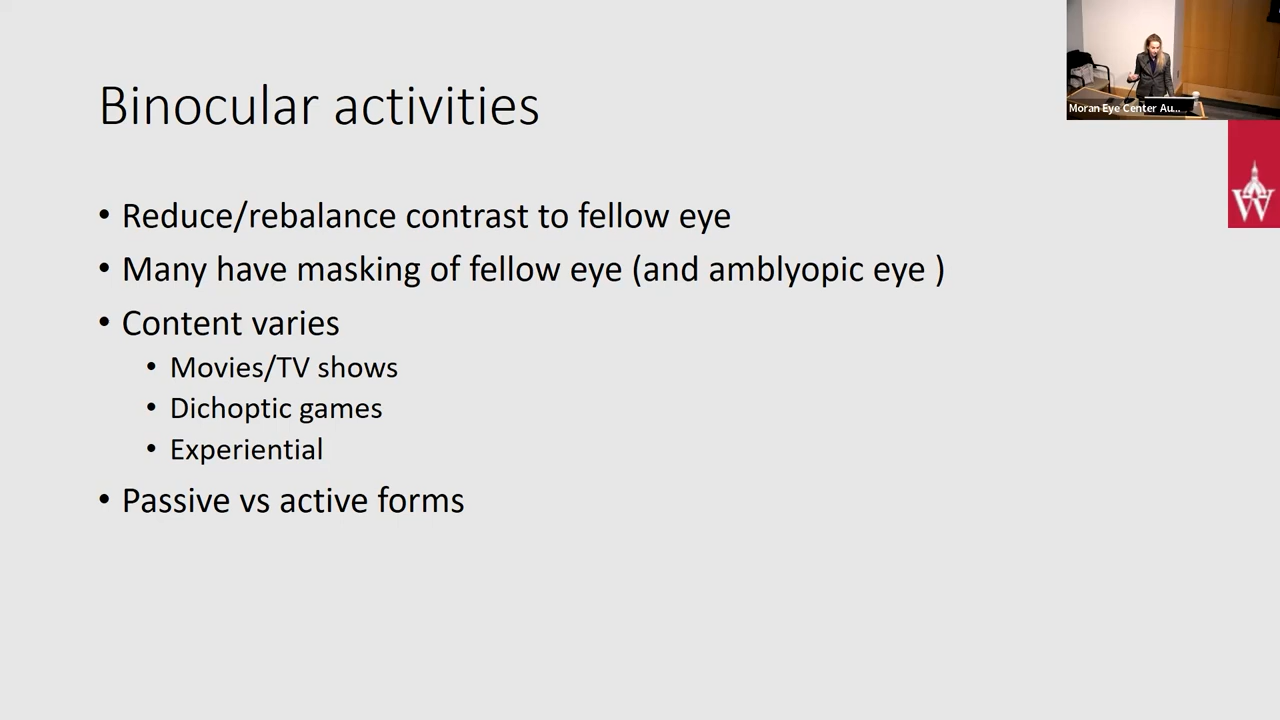 Moran Eye Center Au...
W
Binocular activities
• Reduce/rebalance contrast to fellow eye
• Many have masking of fellow eye (and amblyopic eye )
• Content varies
• Movies/TV shows
• Dichoptic games
• Experiential
• Passive vs active forms